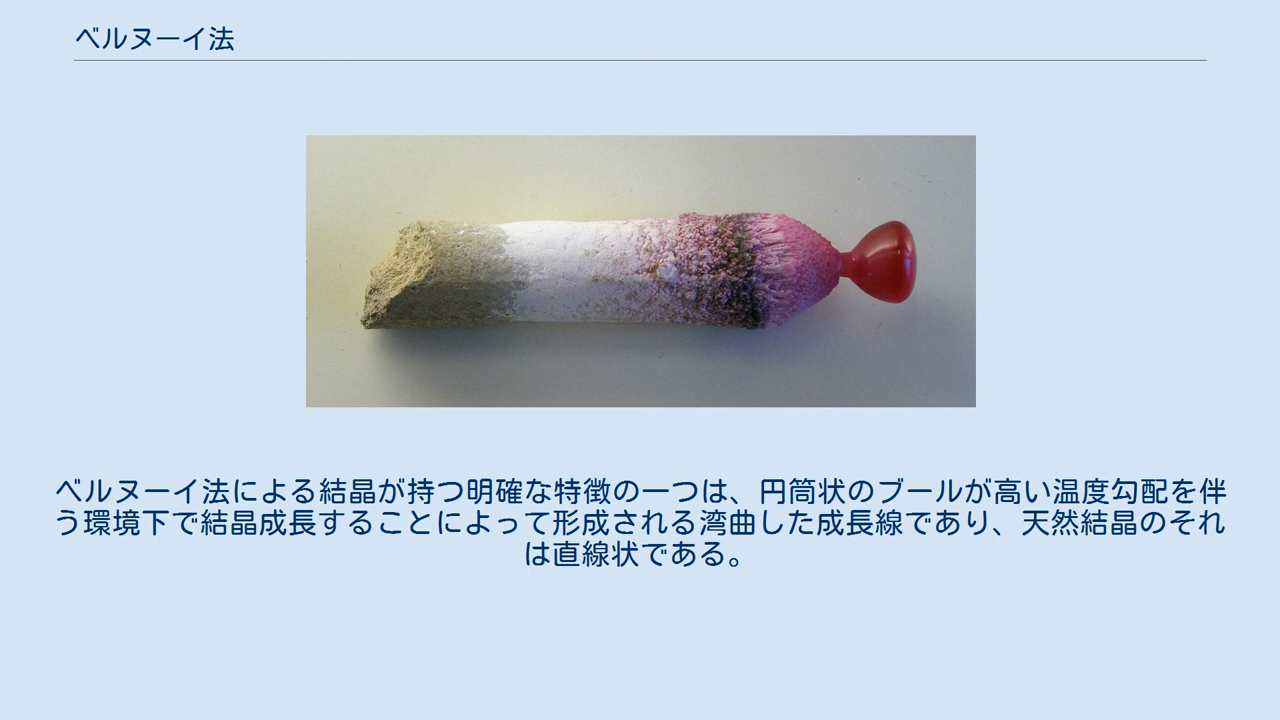 ベルヌーイ法
ベルヌーイ法による結晶が持つ明確な特徴の一つは、円筒状のブールが高い温度勾配を伴
う環境下で結晶成長することによって形成される湾曲した成長線であり、天然結晶のそれ
は直線状である。